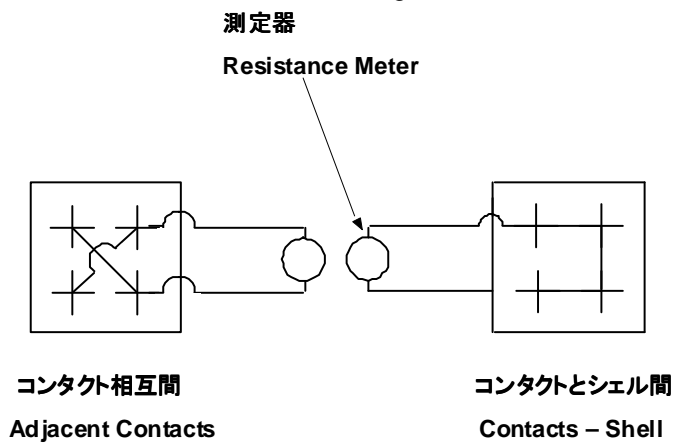 測定器
Resistance Meter
コンタクト相互間
Adjacent Contacts
コンタクトとシェル間
Contacts – Shell